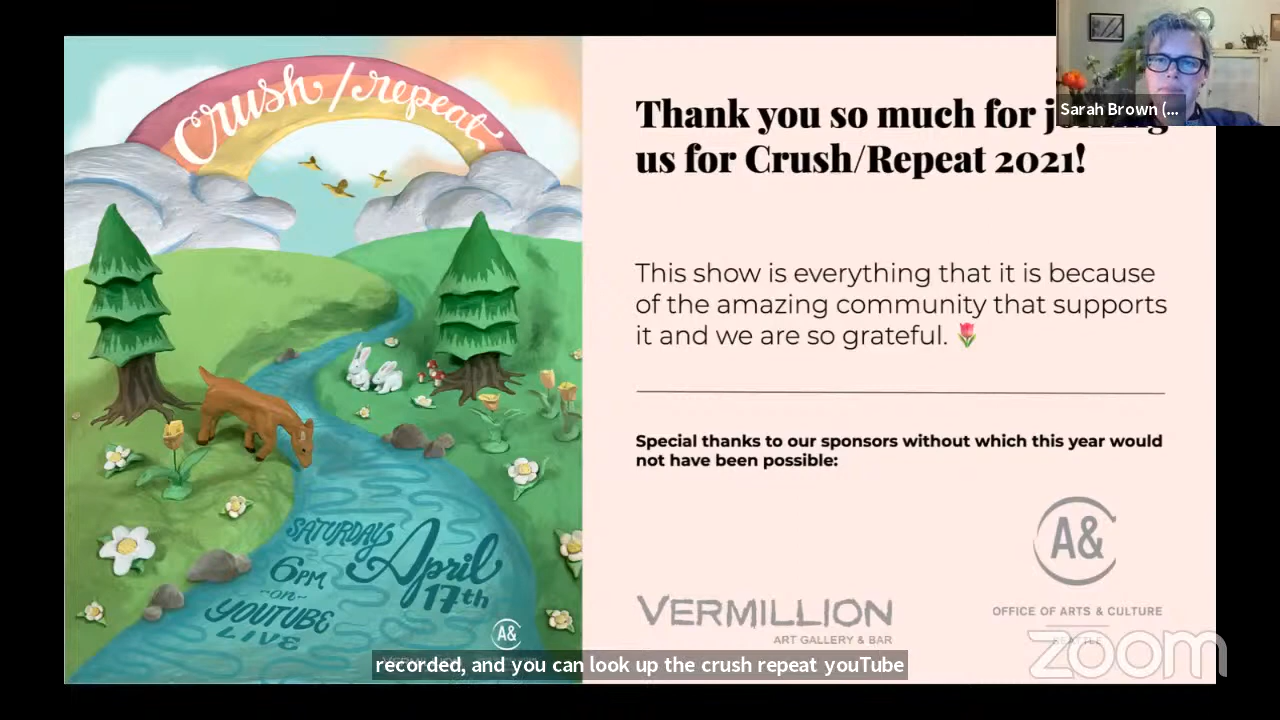 Crush / repeat
SATURDAY
April
17th
6PM
-on-
YOUTUBE
LIVE
A&
Thank you so much for joining
us for Crush/Repeat 2021!
This show is everything that it is because
of the amazing community that supports
it and we are so grateful.
Special thanks to our sponsors without which this year would
not have been possible:
VERMILLION
ART GALLERY & BAR
A&
OFFICE OF ARTS & CULTURE
SEATTLE
zoom
Sarah Brown (...
recorded, and you can look up the crush repeat youTube